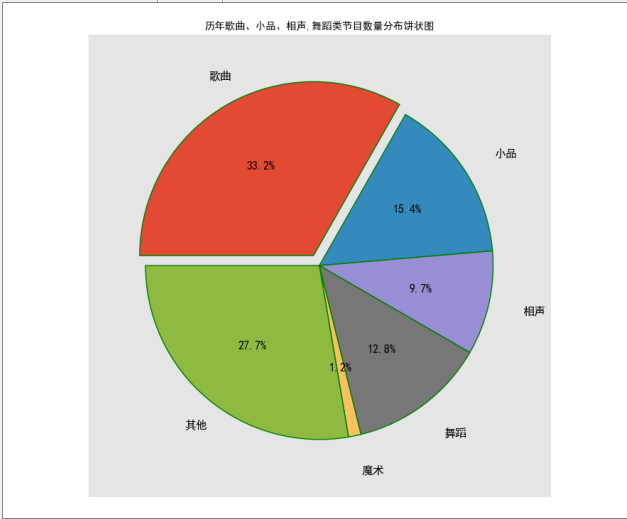 历年歌曲、小品、相声,舞蹈类节目数量分布饼状图
歌曲
小品
33.2%
15.4%
9.7%
相声
27.7%
12.8%
1.2%
其他
舞蹈
魔术